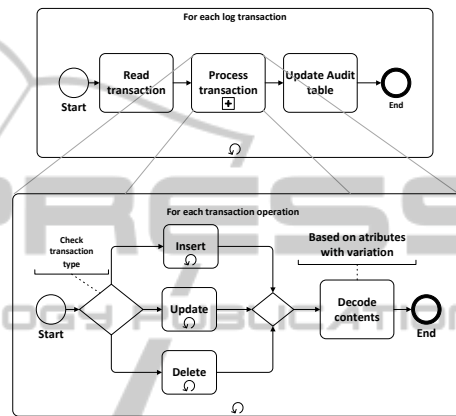 For each log transaction
Read
transaction
Process
transaction
Update Audit
table
Start
End
For each transaction operation
Check
transaction
type
Insert
Based on atributes
with variation
Update
Decode
contents
Start
End
Delete